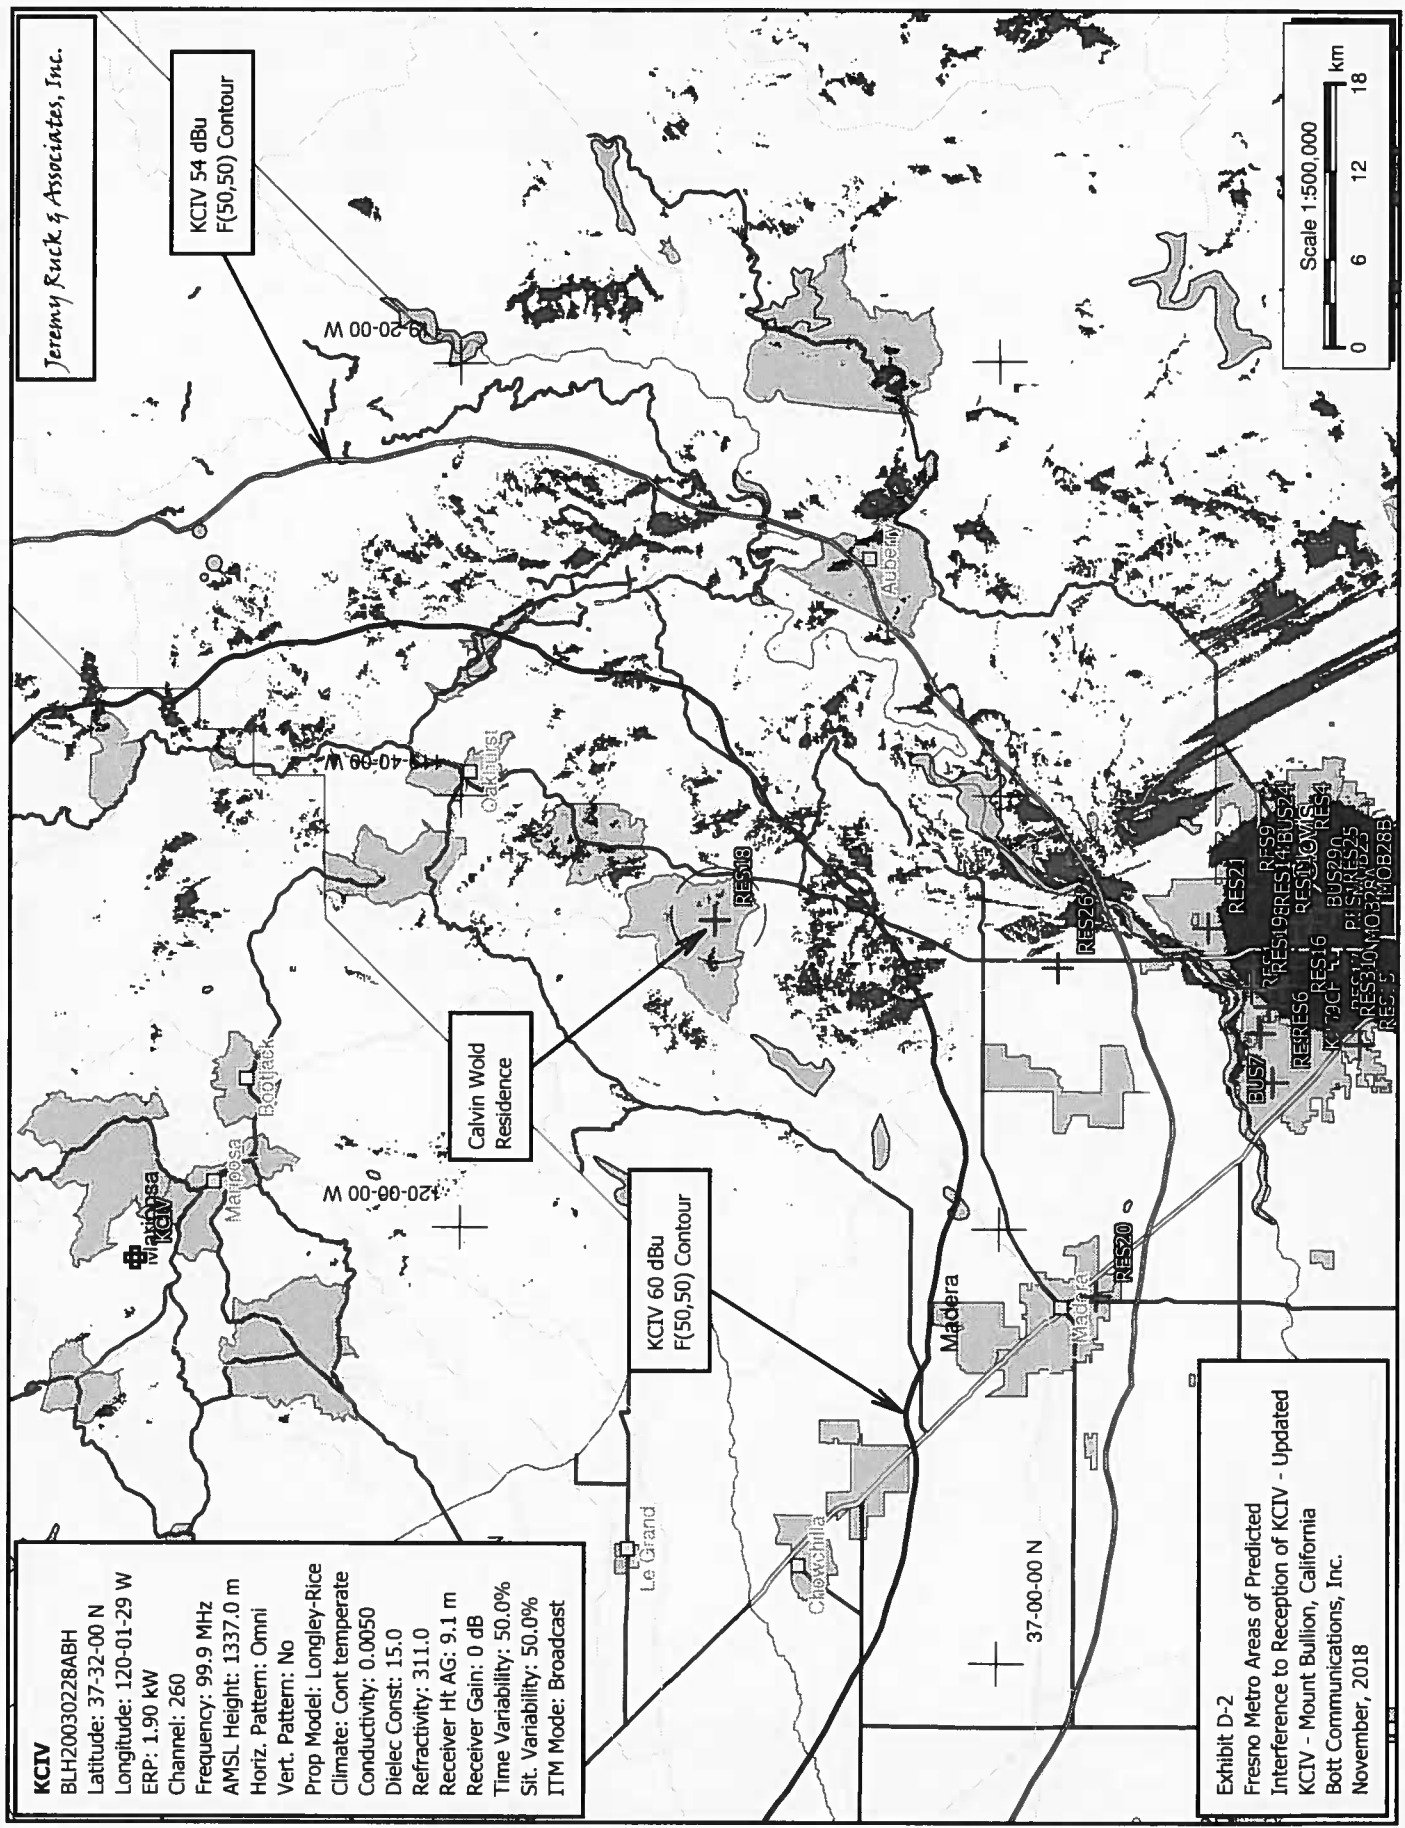 KCIV
BLH20030228ABH
Latitude: 37-32-00 N
Longitude: 120-01-29 W
ERP: 1.90 kW
Channel: 260
Frequency: 99.9 MHz
AMSL Height: 1337.0 m
Horiz. Pattern: Omni
Vert. Pattern: No
Prop Model: Longley-Rice
Climate: Cont temperate
Conductivity: 0.0050
Dielec Const: 15.0
Refractivity: 311.0
Receiver Ht AG: 9.1 m
Receiver Gain: 0 dB
Time Variability: 50.0%
Sit. Variability: 50.0%
ITM Mode: Broadcast
Jeremy Ruck & Associates, Inc.
KCIV 54 dBu
F(50,50) Contour
Mariposa
KCIV
Mariposa
Bootjack
120-00-00 W
Oakhurst
Calvin Wold
Residence
RES18
KCIV 60 dBu
F(50,50) Contour
Le Grand
Chowchilla
Auberry
Madera
Madera
RES20
RES26
37-00-00 N
RES21
BUS7
RES6
RES16
RES9
RES14
BUS24
RES4
BUS29
RES25
MOB28B
Exhibit D-2
Fresno Metro Areas of Predicted
Interference to Reception of KCIV - Updated
KCIV - Mount Bullion, California
Bott Communications, Inc.
November, 2018
Scale 1:500,000
0 6 12 18
km